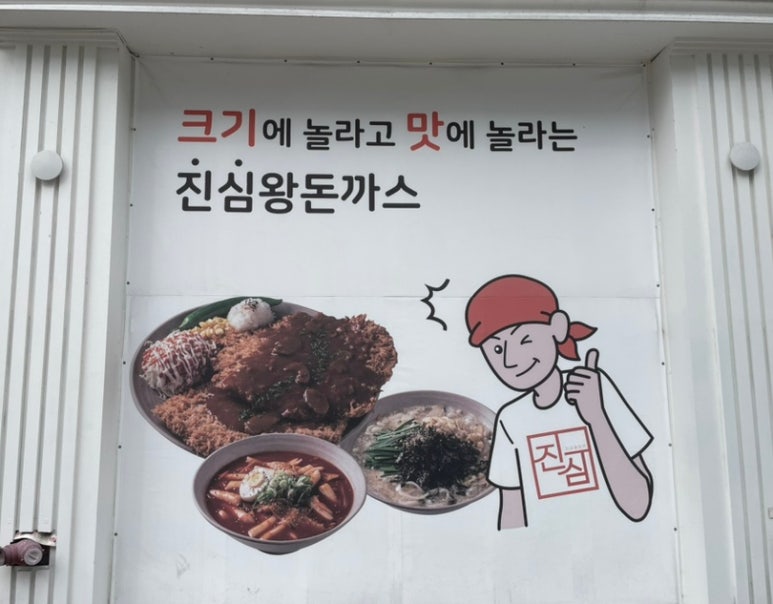 크기에 놀라고 맛에 놀라는
진심왕돈까스
진심